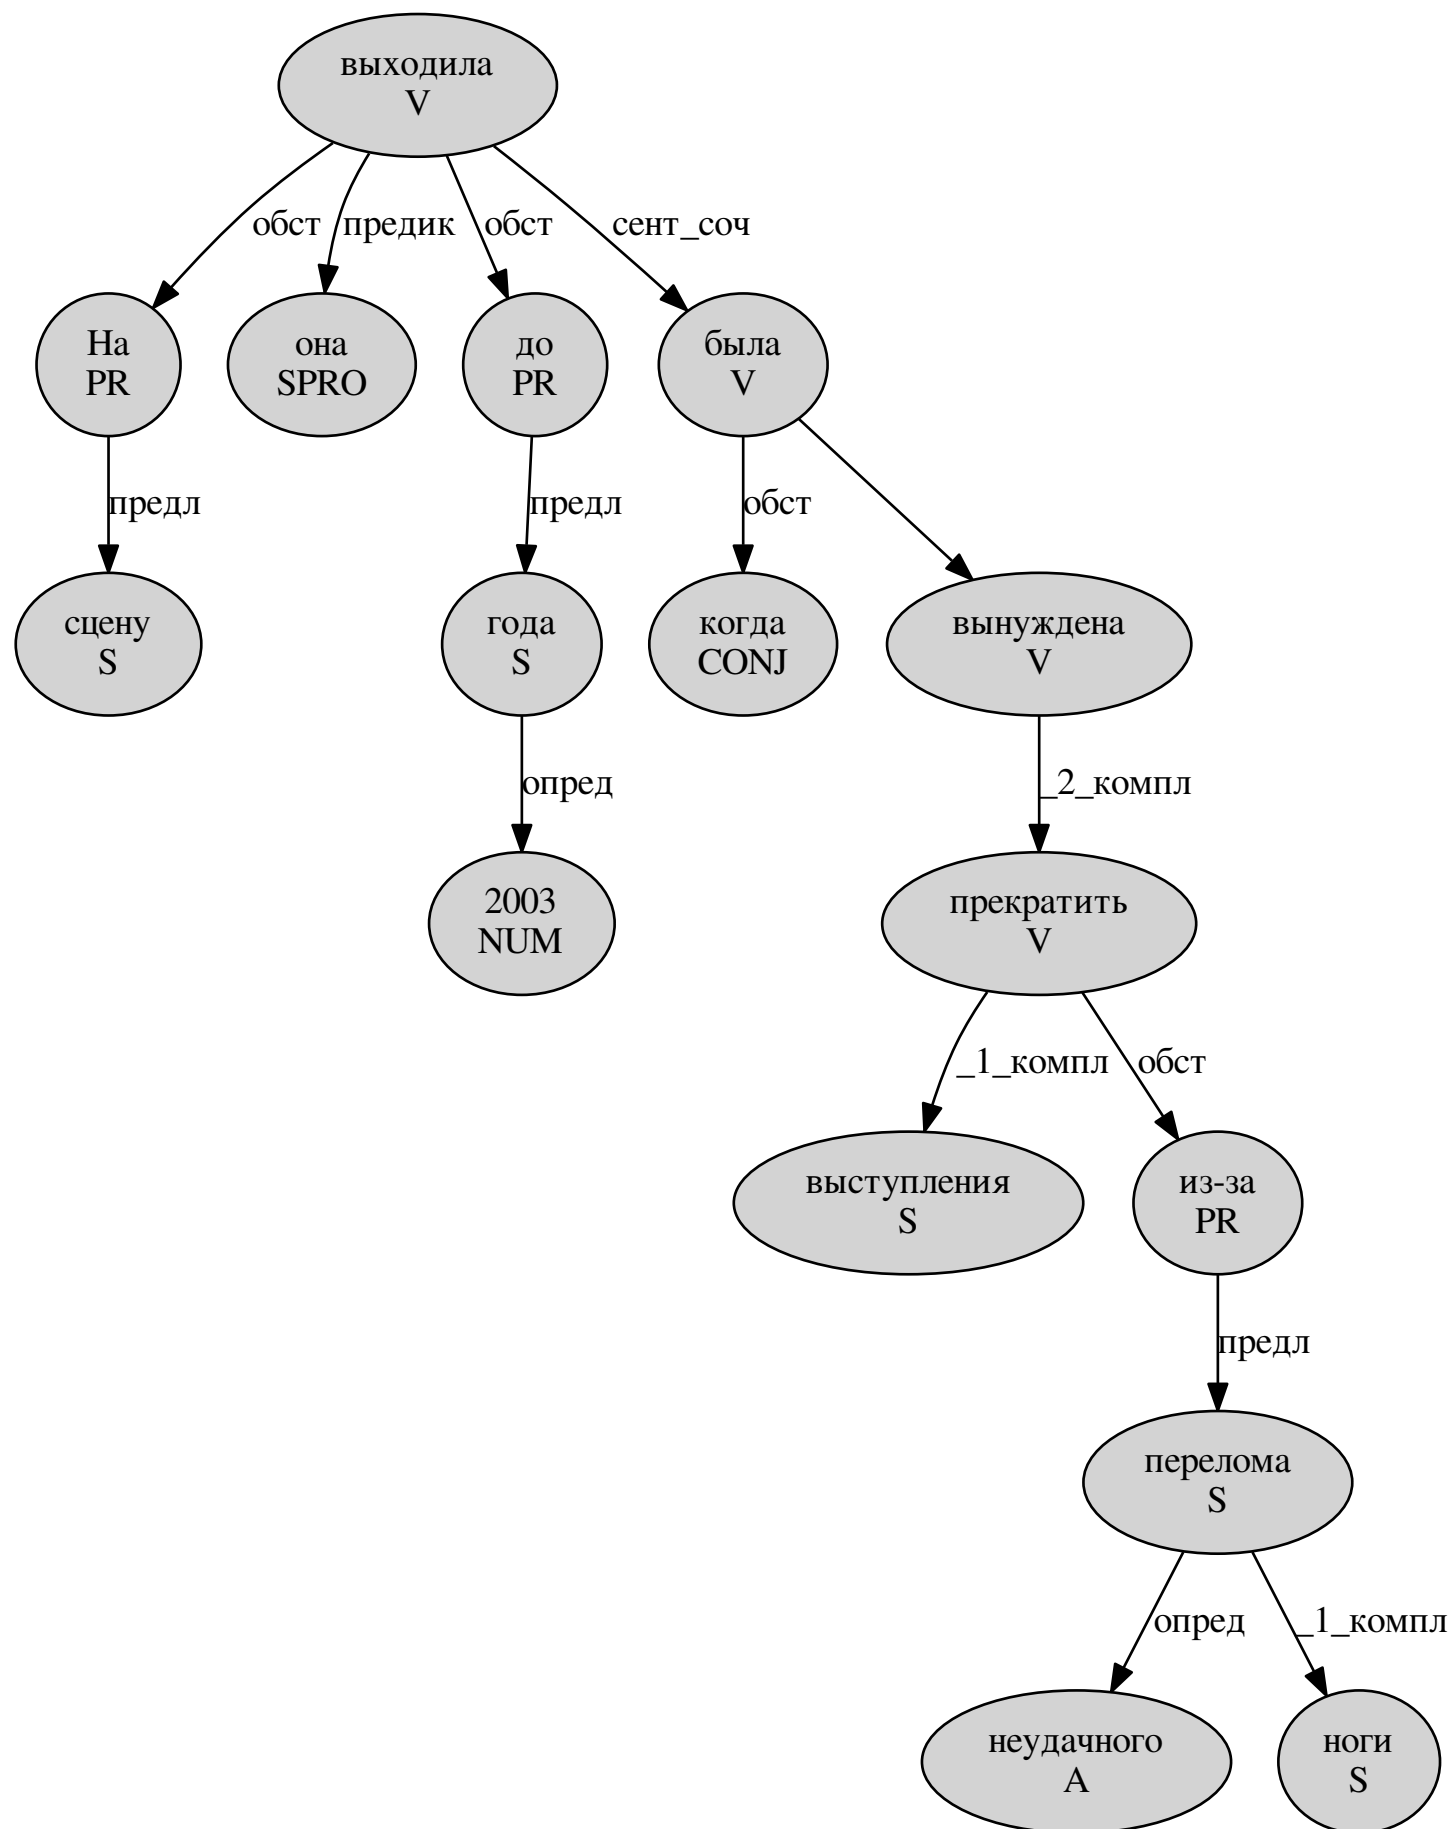 выходила
V
обст
предик
обст
сент_соч
На
PR
она
SPRO
до
PR
была
V
предл
предл
обст
сцену
S
года
S
когда
CONJ
вынуждена
V
опред
_2_компл
2003
NUM
прекратить
V
_1_компл
обст
выступления
S
из-за
PR
предл
перелома
S
опред
_1_компл
неудачного
A
ноги
S